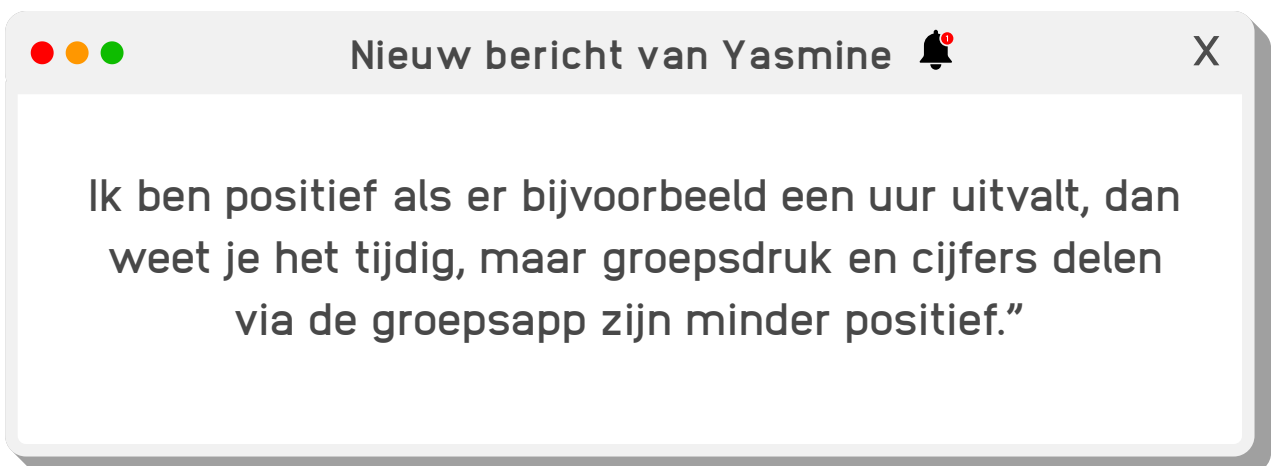 Nieuw bericht van Yasmine 1 X
Ik ben positief als er bijvoorbeeld een uur uitvalt, dan
weet je het tijdig, maar groepsdruk en cijfers delen
via de groepsapp zijn minder positief.”